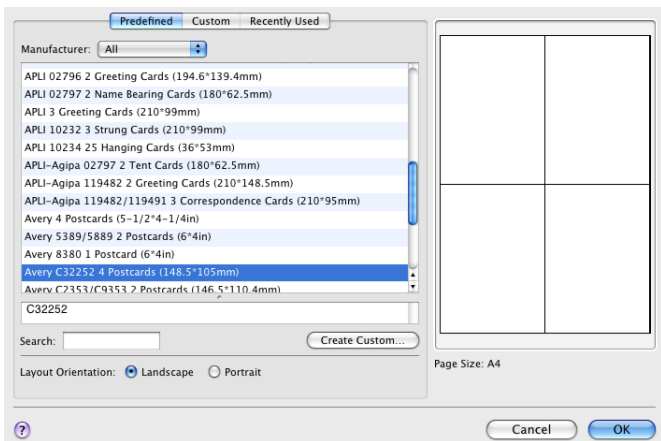 Predefined Custom Recently Used
Manufacturer: All
APLI 02796 2 Greeting Cards (194.6*139.4mm)
APLI 02797 2 Name Bearing Cards (180*62.5mm)
APLI 3 Greeting Cards (210*99mm)
APLI 10232 3 Strung Cards (210*99mm)
APLI 10234 25 Hanging Cards (36*53mm)
APLI-Agipa 02797 2 Tent Cards (180*62.5mm)
APLI-Agipa 119482 2 Greeting Cards (210*148.5mm)
APLI-Agipa 119482/119491 3 Correspondence Cards (210*95mm)
Avery 4 Postcards (5-1/2*4-1/4in)
Avery 5389/5889 2 Postcards (6*4in)
Avery 8380 1 Postcard (6*4in)
Avery C32252 4 Postcards (148.5*105mm)
Avery C2353/C9353 2 Postcards (146.5*110.4mm)
C32252
Search: Create Custom...
Page Size: A4
Layout Orientation: Landscape Portrait
? Cancel OK